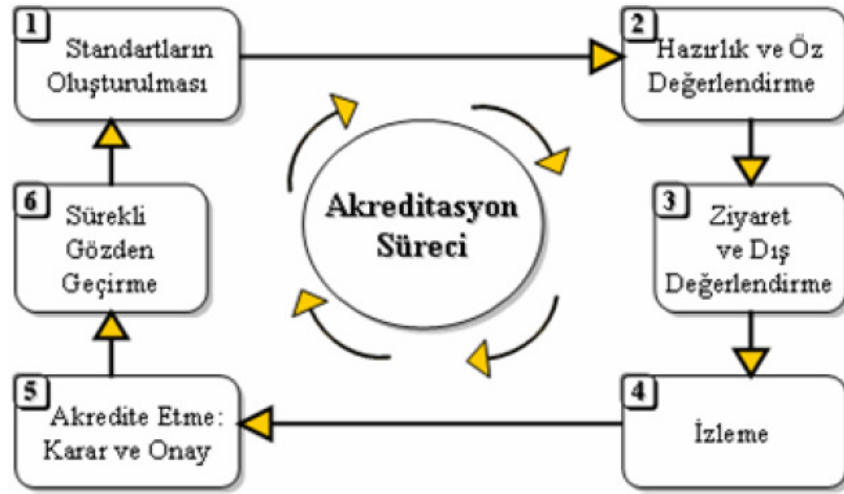 1
Standartların
Oluşturulması
2
Hazırlık ve Öz
Değerlendirme
3
Ziyaret
ve Dış
Değerlendirme
4
İzleme
5
Akredite Etme:
Karar ve Onay
6
Sürekli
Gözden
Geçirme
Akreditasyon
Süreci